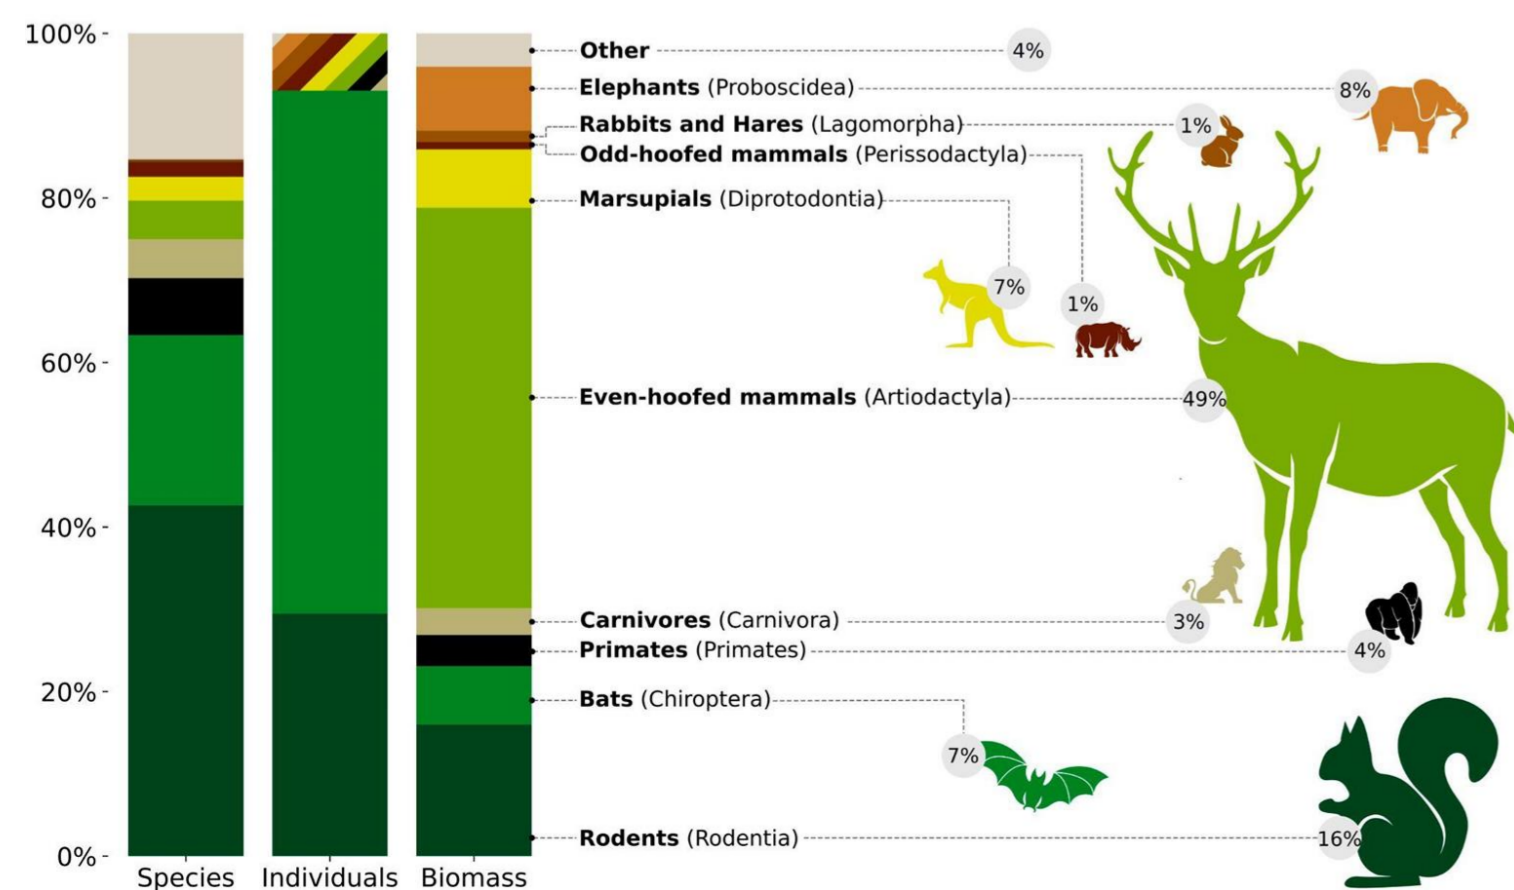 100%
80%
60%
40%
20%
0%
Species
Individuals
Biomass
Other
4%
Elephants (Proboscidea)
8%
Rabbits and Hares (Lagomorpha)
1%
Odd-hoofed mammals (Perissodactyla)
1%
Marsupials (Diprotodontia)
7%
Even-hoofed mammals (Artiodactyla)
49%
Carnivores (Carnivora)
3%
Primates (Primates)
4%
Bats (Chiroptera)
7%
Rodents (Rodentia)
16%